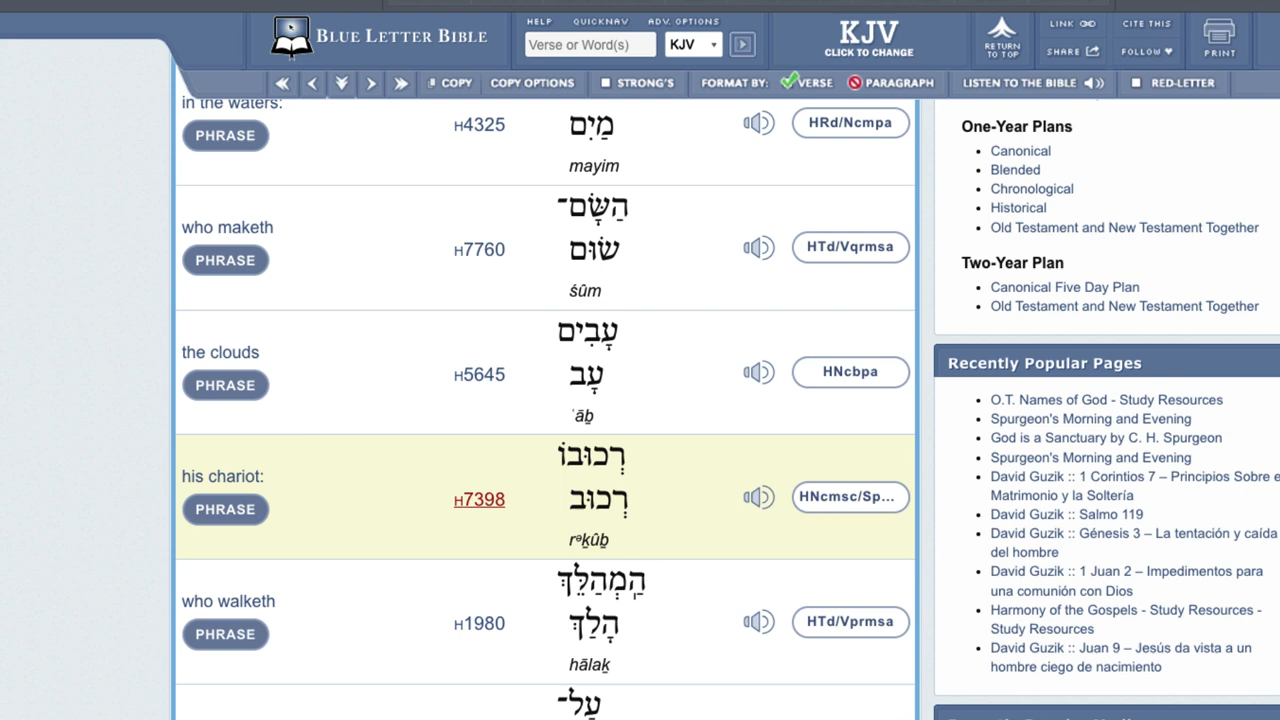 HELP QUICKNAV ADV. OPTIONS
BLUE LETTER BIBLE
Verse or Word(s)
KJV
KJV
CLICK TO CHANGE
RETURN
TO TOP
LINK
CITE THIS
SHARE
FOLLOW
PRINT
COPY
COPY OPTIONS
STRONG'S
FORMAT BY:
VERSE
PARAGRAPH
LISTEN TO THE BIBLE
RED-LETTER
in the waters:
PHRASE
H4325
מַיִם
mayim
HRd/Ncmpa
who maketh
PHRASE
H7760
הַשָּׂם־
שׂוּם
śûm
HTd/Vqrmsa
the clouds
PHRASE
H5645
עָבִים
עָב
ʿāḇ
HNcbpa
his chariot:
PHRASE
H7398
רְכוּבוֹ
רְכוּב
rᵊḵûḇ
HNcmsc/Sp...
who walketh
PHRASE
H1980
הַֽמְהַלֵּךְ
הָלַךְ
hālaḵ
HTd/Vprmsa
עַל־
One-Year Plans
Canonical
Blended
Chronological
Historical
Old Testament and New Testament Together
Two-Year Plan
Canonical Five Day Plan
Old Testament and New Testament Together
Recently Popular Pages
O.T. Names of God - Study Resources
Spurgeon's Morning and Evening
God is a Sanctuary by C. H. Spurgeon
Spurgeon's Morning and Evening
David Guzik :: 1 Corintios 7 – Principios Sobre e
Matrimonio y la Soltería
David Guzik :: Salmo 119
David Guzik :: Génesis 3 – La tentación y caída
del hombre
David Guzik :: 1 Juan 2 – Impedimentos para
una comunión con Dios
Harmony of the Gospels - Study Resources -
Study Resources
David Guzik :: Juan 9 – Jesús da vista a un
hombre ciego de nacimiento